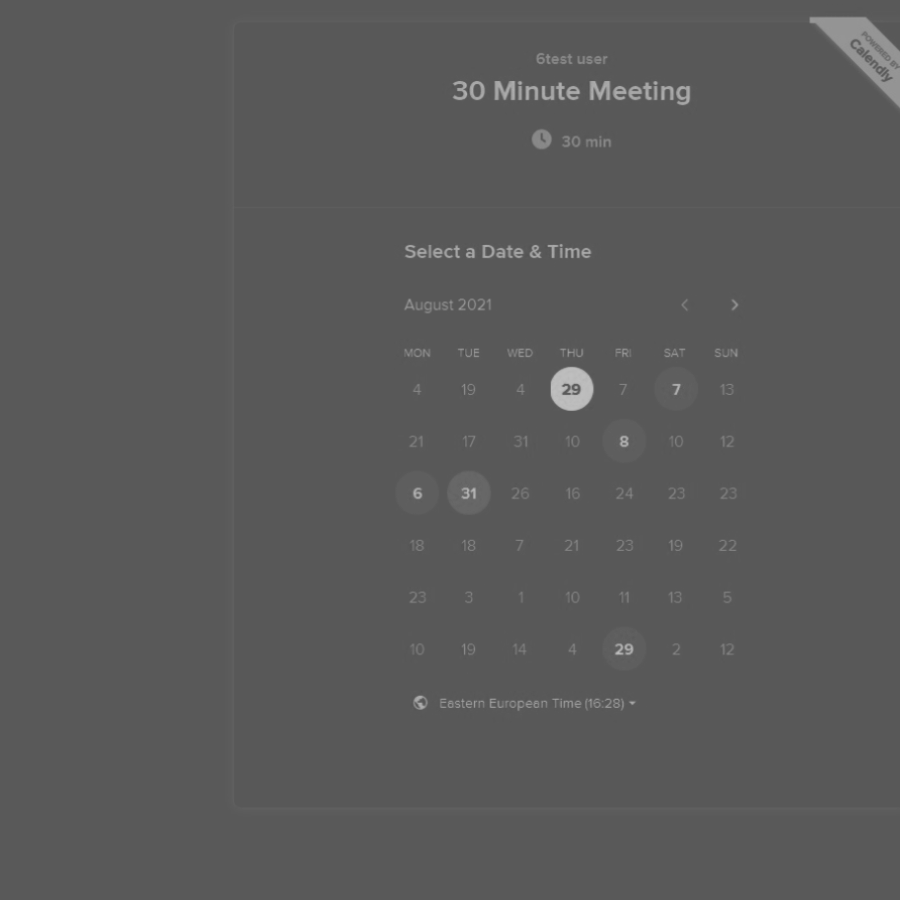 POWERED BY
Calendly
6test user
30 Minute Meeting
30 min
Select a Date & Time
August 2021
MON TUE WED THU FRI SAT SUN
4 19 4 29 7 7 13
21 17 31 10 8 10 12
6 31 26 16 24 23 23
18 18 7 21 23 19 22
23 3 1 10 11 13 5
10 19 14 4 29 2 12
Eastern European Time (16:28)